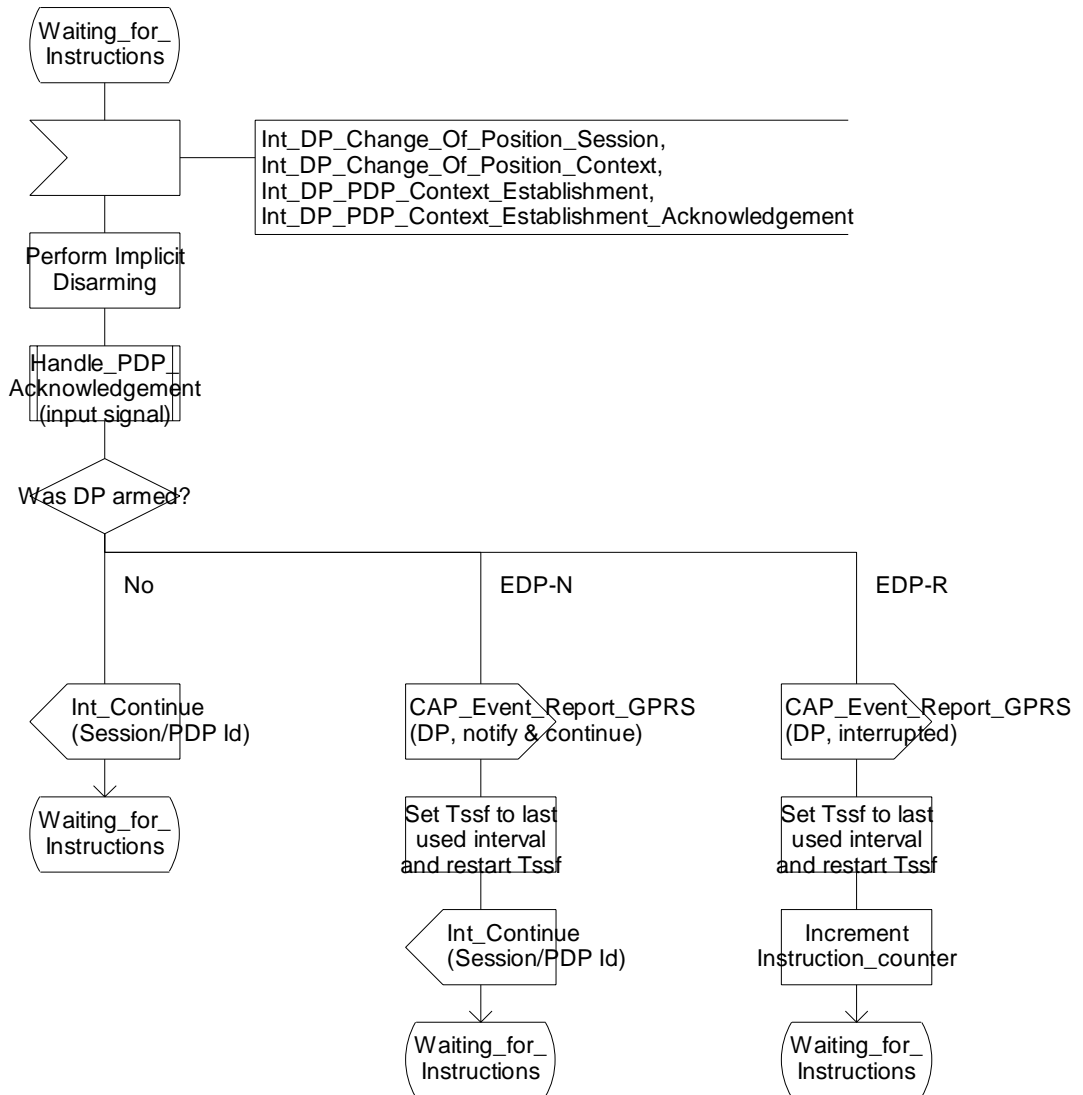 Waiting_for_
Instructions
Int_DP_Change_Of_Position_Session,
Int_DP_Change_Of_Position_Context,
Int_DP_PDP_Context_Establishment,
Int_DP_PDP_Context_Establishment_Acknowledgement
Perform Implicit
Disarming
Handle_PDP_
Acknowledgement
(input signal)
Was DP armed?
No
EDP-N
EDP-R
Int_Continue
(Session/PDP Id)
CAP_Event_Report_GPRS
(DP, notify & continue)
CAP_Event_Report_GPRS
(DP, interrupted)
Waiting_for_
Instructions
Set Tssf to last
used interval
and restart Tssf
Set Tssf to last
used interval
and restart Tssf
Int_Continue
(Session/PDP Id)
Increment
Instruction_counter
Waiting_for_
Instructions
Waiting_for_
Instructions